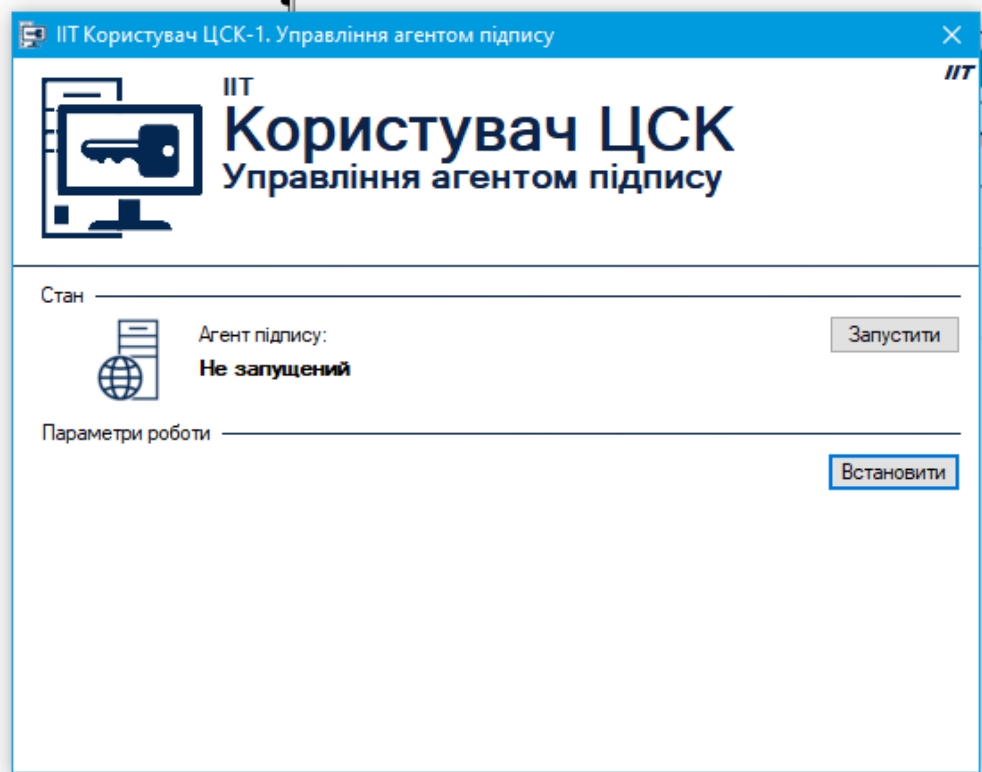 ІІТ Користувач ЦСК-1. Управління агентом підпису
ІІТ
ІІТ
Користувач ЦСК
Управління агентом підпису
Стан
Агент підпису:
Запустити
Не запущений
Параметри роботи
Встановити